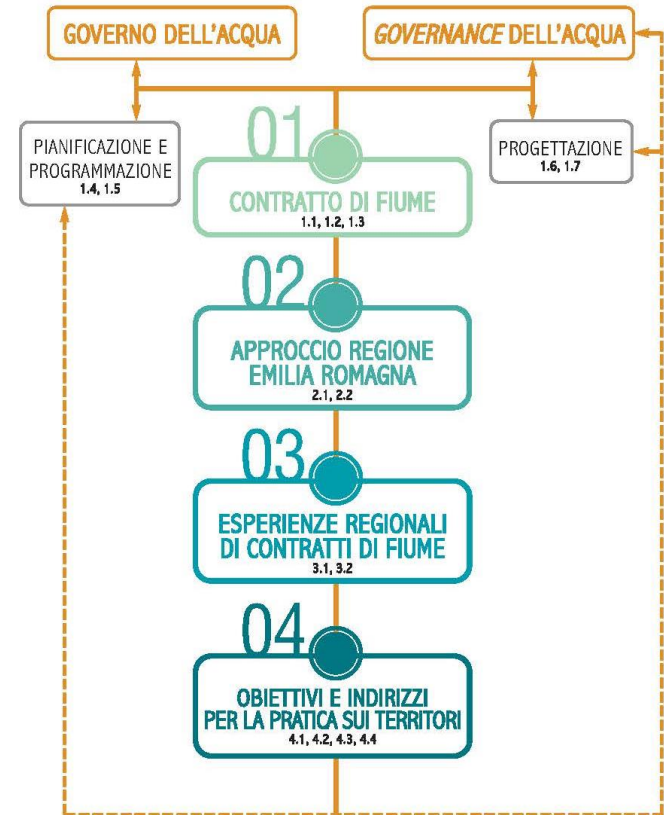 GOVERNO DELL'ACQUA
GOVERNANCE DELL'ACQUA
PIANIFICAZIONE E
PROGRAMMAZIONE
1.4, 1.5
PROGETTAZIONE
1.6, 1.7
01
CONTRATTO DI FIUME
1.1, 1.2, 1.3
02
APPROCCIO REGIONE
EMILIA ROMAGNA
2.1, 2.2
03
ESPERIENZE REGIONALI
DI CONTRATTI DI FIUME
3.1, 3.2
04
OBIETTIVI E INDIRIZZI
PER LA PRATICA SUI TERRITORI
4.1, 4.2, 4.3, 4.4